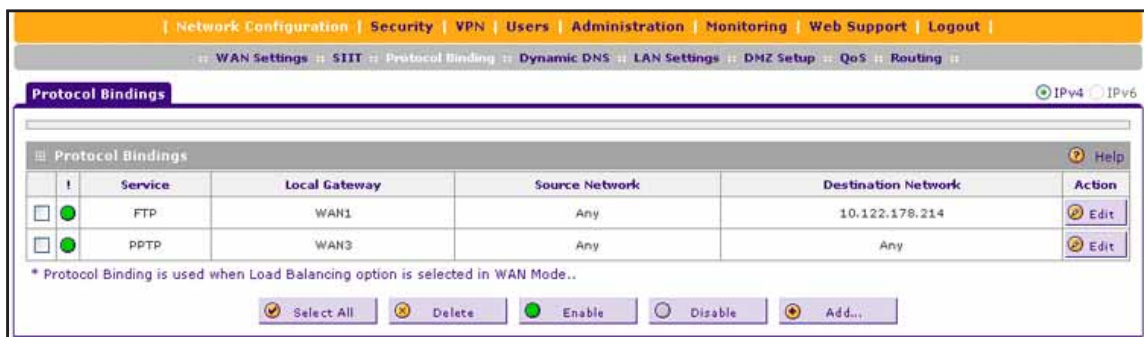 | Network Configuration | Security | VPN | Users | Administration | Monitoring | Web Support | Logout |
:: WAN Settings :: SIIT :: Protocol Binding :: Dynamic DNS :: LAN Settings :: DMZ Setup :: QoS :: Routing ::
Protocol Bindings IPv4 IPv6
Protocol Bindings ? Help
! Service Local Gateway Source Network Destination Network Action
FTP WAN1 Any 10.122.178.214 Edit
PPTP WAN3 Any Any Edit
* Protocol Binding is used when Load Balancing option is selected in WAN Mode..
Select All Delete Enable Disable Add...